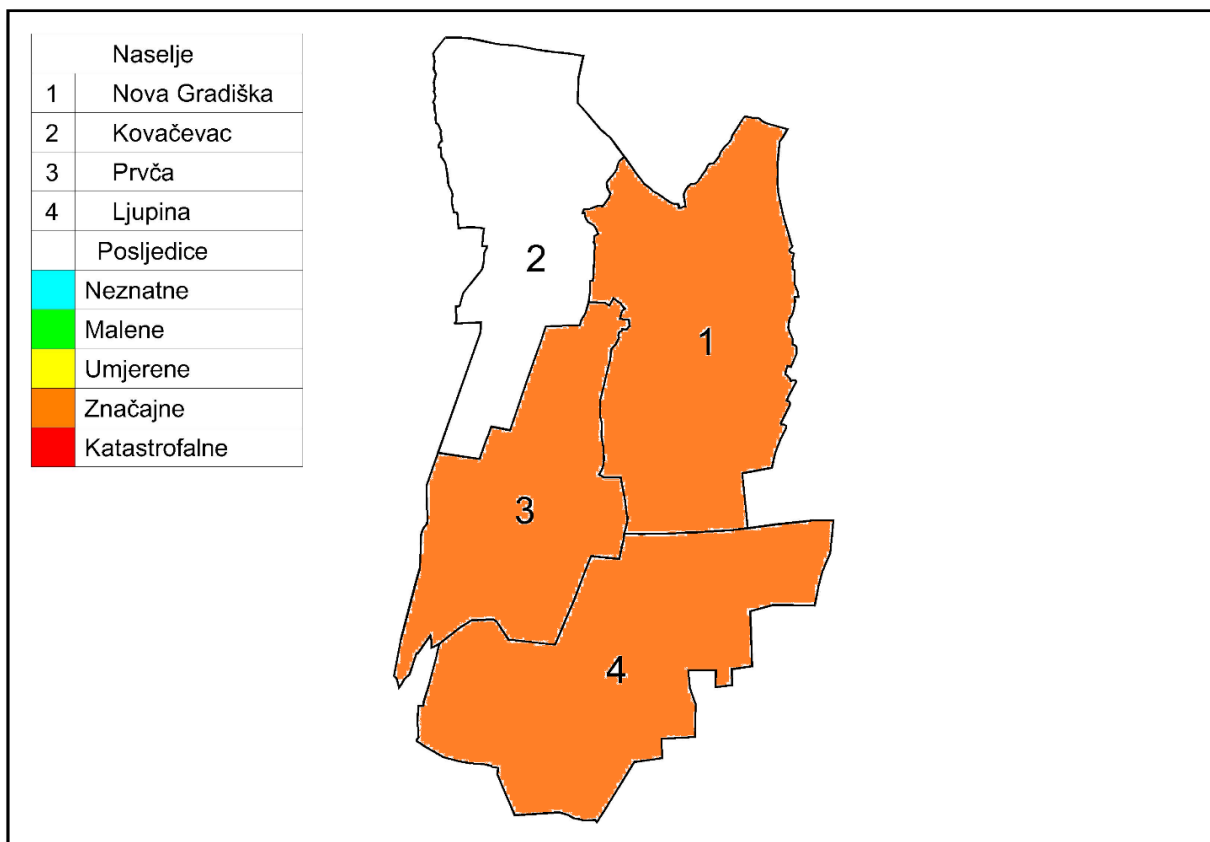 Naselje
1 Nova Gradiška
2 Kovačevac
3 Prvča
4 Ljupina
Posljedice
Neznatne
Malene
Umjerene
Značajne
Katastrofalne
2
1
3
4